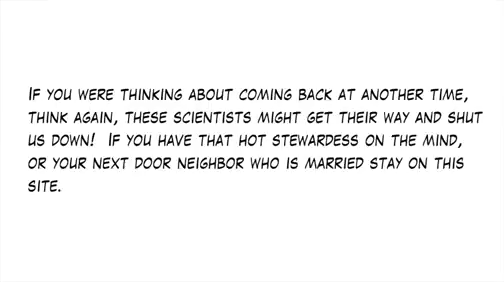 If you were thinking about coming back at another time,
think again, these scientists might get their way and shut
us down!  If you have that hot stewardess on the mind,
or your next door neighbor who is married stay on this
site.